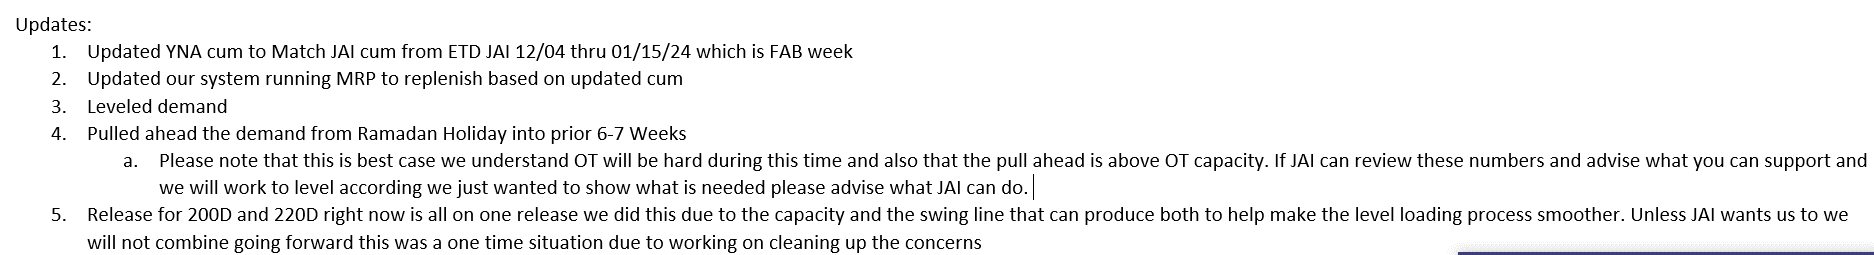 Updates:
1. Updated YNA cum to Match JAI cum from ETD JAI 12/04 thru 01/15/24 which is FAB week
2. Updated our system running MRP to replenish based on updated cum
3. Leveled demand
4. Pulled ahead the demand from Ramadan Holiday into prior 6-7 Weeks
a. Please note that this is best case we understand OT will be hard during this time and also that the pull ahead is above OT capacity. If JAI can review these numbers and advise what you can support and
we will work to level according we just wanted to show what is needed please advise what JAI can do.
5. Release for 200D and 220D right now is all on one release we did this due to the capacity and the swing line that can produce both to help make the level loading process smoother. Unless JAI wants us to we
will not combine going forward this was a one time situation due to working on cleaning up the concerns